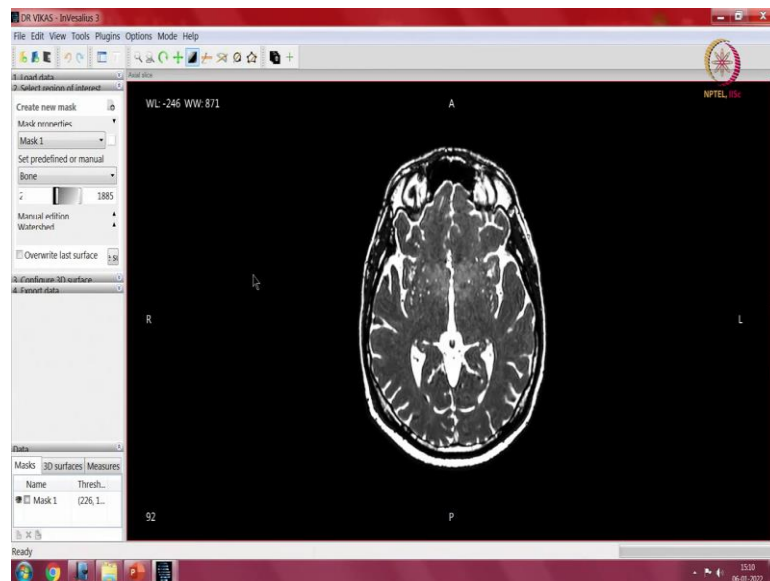 DR VIKAS - InVesalius 3
File Edit View Tools Plugins Options Mode Help
1. Load data
Axial slice
2. Select region of interest
NPTEL, IISc
Create new mask
WL: -246 WW: 871
A
Mask properties
Mask 1
Set predefined or manual
Bone
1885
Manual edition
Watershed
Overwrite last surface
3. Configure 3D surface
4. Export data
R
L
Data
Masks 3D surfaces Measures
Name Thresh...
Mask 1 (226, 1...
92
P
Ready
15:10
06-01-2022